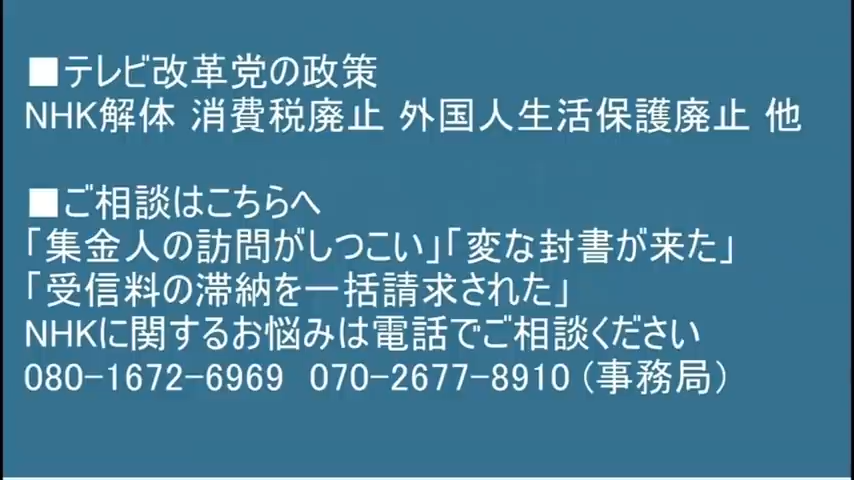 ■テレビ改革党の政策
NHK解体 消費税廃止 外国人生活保護廃止 他
■ご相談はこちらへ
「集金人の訪問がしつこい」「変な封書が来た」
「受信料の滞納を一括請求された」
NHKに関するお悩みは電話でご相談ください
080-1672-6969 070-2677-8910（事務局）